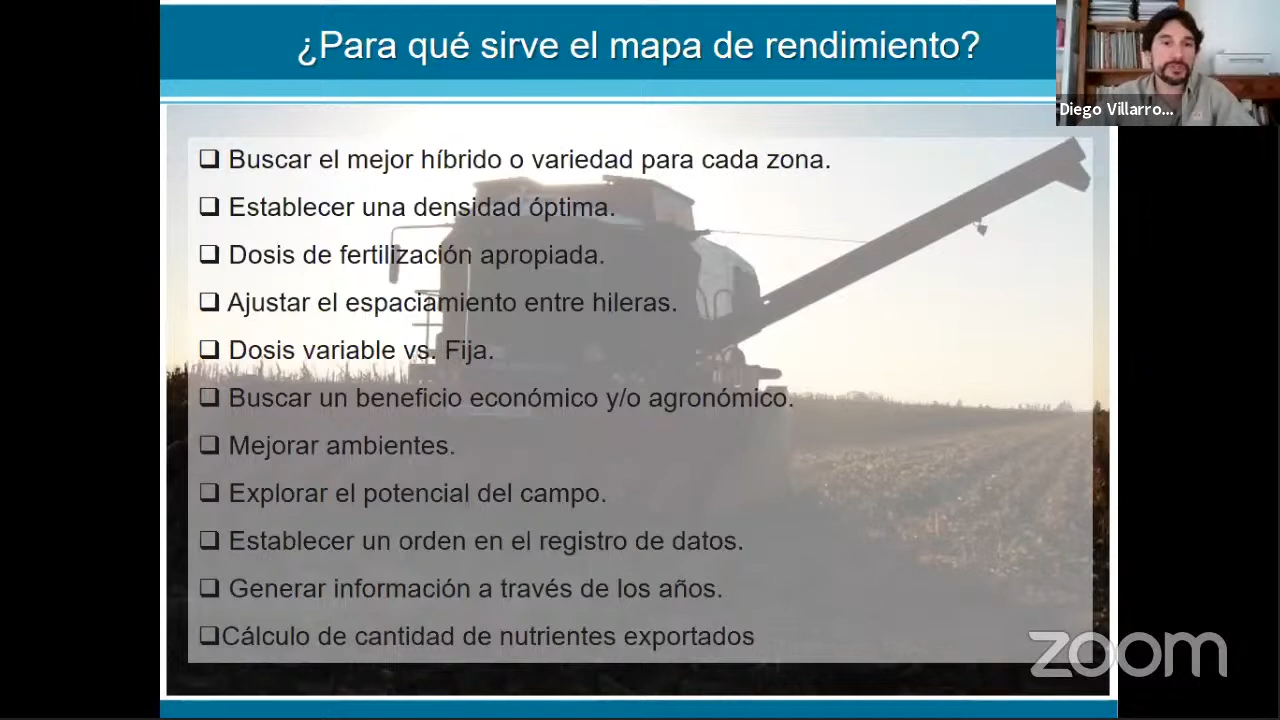 ¿Para qué sirve el mapa de rendimiento?
Diego Villarro...
❑ Buscar el mejor híbrido o variedad para cada zona.
❑ Establecer una densidad óptima.
❑ Dosis de fertilización apropiada.
❑ Ajustar el espaciamiento entre hileras.
❑ Dosis variable vs. Fija.
❑ Buscar un beneficio económico y/o agronómico.
❑ Mejorar ambientes.
❑ Explorar el potencial del campo.
❑ Establecer un orden en el registro de datos.
❑ Generar información a través de los años.
❑Cálculo de cantidad de nutrientes exportados
zoom